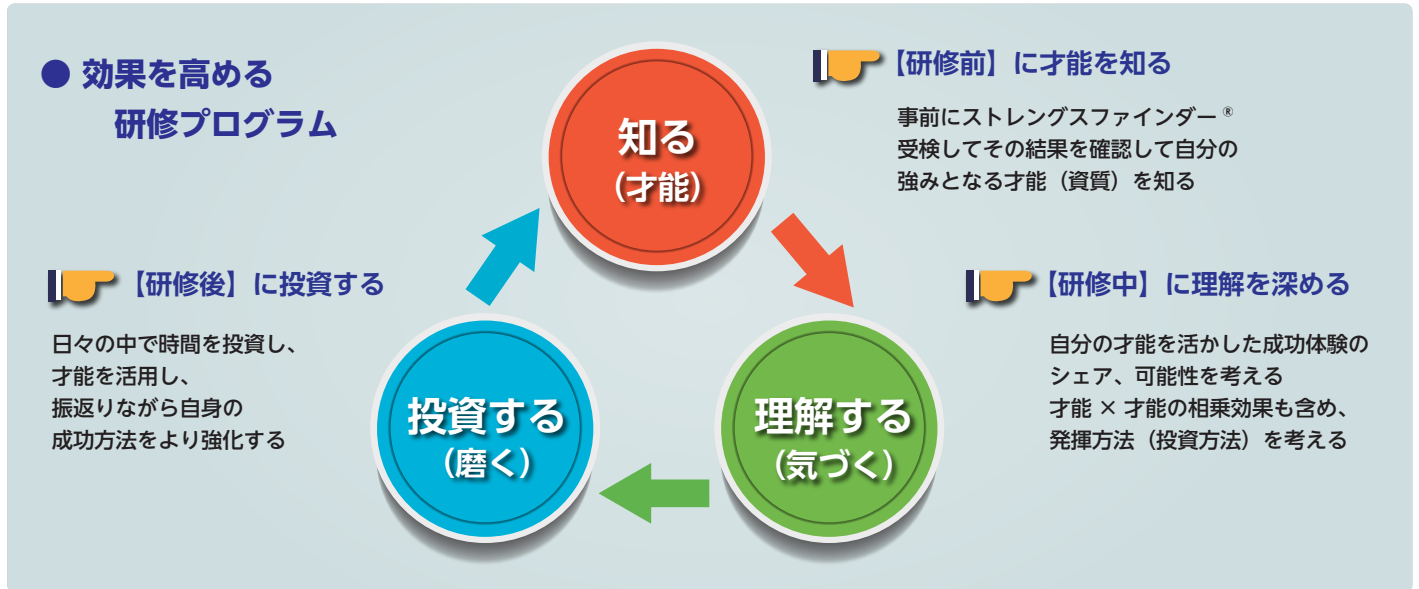 ● 効果を高める
研修プログラム
知る
（才能）
【研修前】に才能を知る
事前にストレングスファインダー®
受検してその結果を確認して自分の
強みとなる才能（資質）を知る
【研修中】に理解を深める
自分の才能を活かした成功体験の
シェア、可能性を考える
才能 × 才能の相乗効果も含め、
発揮方法（投資方法）を考える
理解する
（気づく）
【研修後】に投資する
日々の中で時間を投資し、
才能を活用し、
振返りながら自身の
成功方法をより強化する
投資する
（磨く）